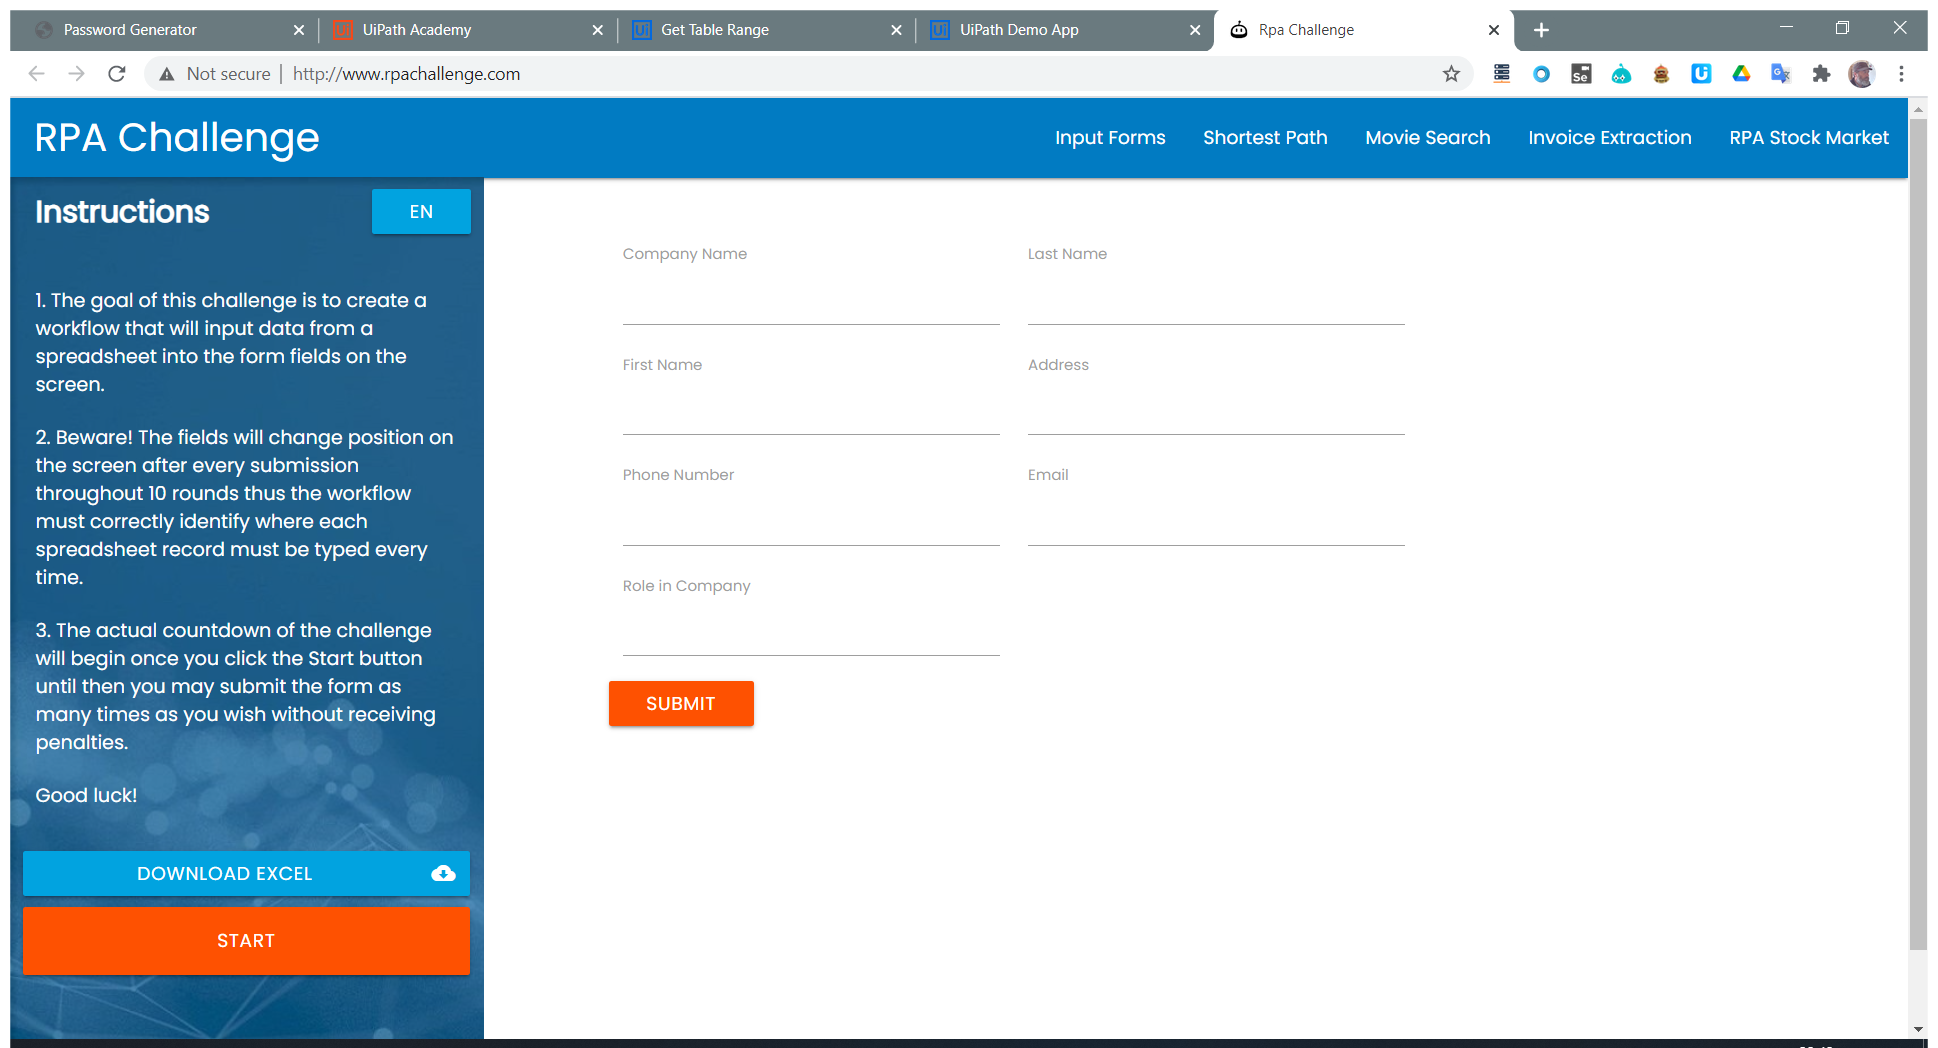 Password Generator
UiPath Academy
Get Table Range
UiPath Demo App
Rpa Challenge
Not secure | http://www.rpachallenge.com
RPA Challenge
Input Forms
Shortest Path
Movie Search
Invoice Extraction
RPA Stock Market
Instructions
EN
1. The goal of this challenge is to create a
workflow that will input data from a
spreadsheet into the form fields on the
screen.
2. Beware! The fields will change position on
the screen after every submission
throughout 10 rounds thus the workflow
must correctly identify where each
spreadsheet record must be typed every
time.
3. The actual countdown of the challenge
will begin once you click the Start button
until then you may submit the form as
many times as you wish without receiving
penalties.
Good luck!
DOWNLOAD EXCEL
START
Company Name
Last Name
First Name
Address
Phone Number
Email
Role in Company
SUBMIT